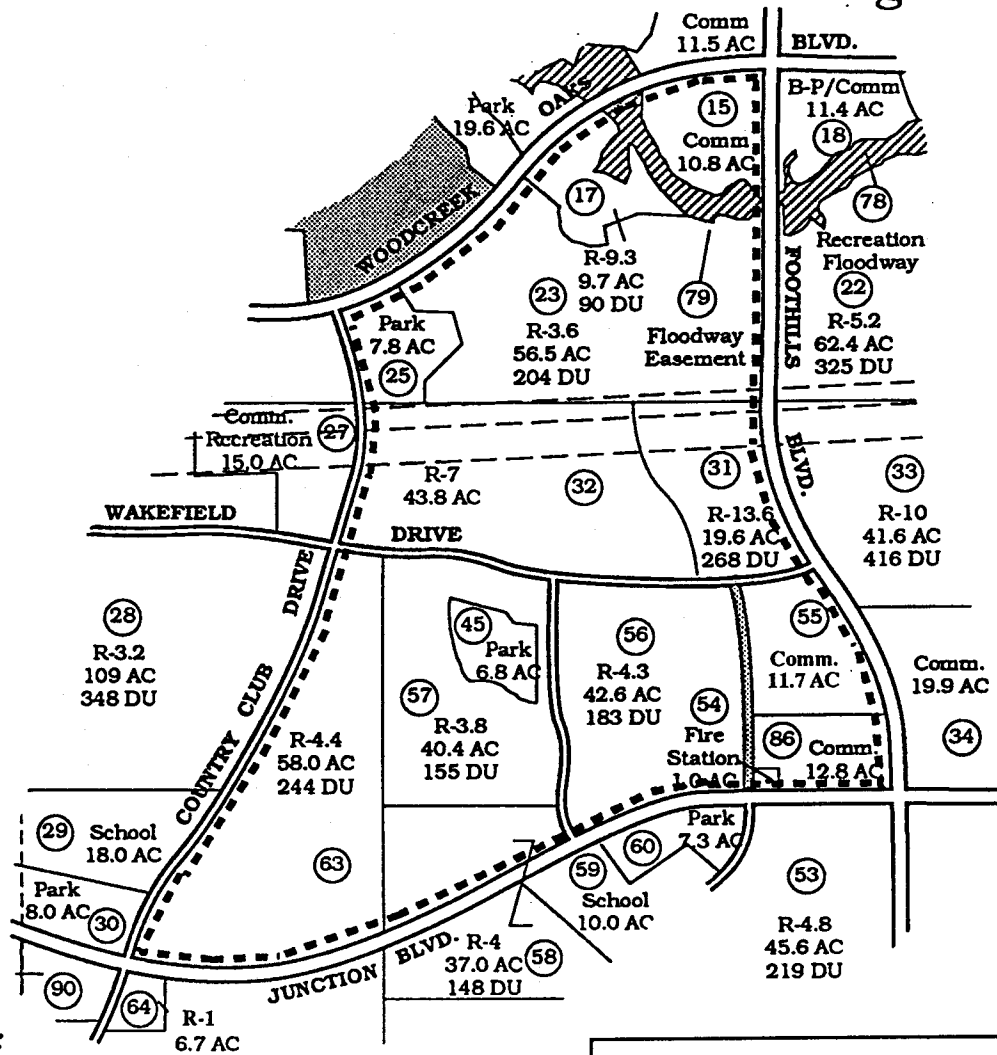 Comm
11.5 AC
BLVD.
B-P/Comm
11.4 AC
18
15
Comm
10.8 AC
Park
19.6 AC
OAKS
WOODCREEK
17
78
Recreation
Floodway
22
R-5.2
62.4 AC
325 DU
R-9.3
9.7 AC
90 DU
79
Floodway
Easement
FOOTHILLS
23
R-3.6
56.5 AC
204 DU
Park
7.8 AC
25
Comm.
Recreation
15.0 AC
27
R-7
43.8 AC
32
31
R-13.6
19.6 AC
268 DU
BLVD.
33
R-10
41.6 AC
416 DU
WAKEFIELD
DRIVE
DRIVE
COUNTRY CLUB
28
R-3.2
109 AC
348 DU
45
Park
6.8 AC
56
R-4.3
42.6 AC
183 DU
55
Comm.
11.7 AC
Comm.
19.9 AC
34
57
R-3.8
40.4 AC
155 DU
54
Fire
Station
1.0 AC
86
Comm.
12.8 AC
R-4.4
58.0 AC
244 DU
63
29
School
18.0 AC
Park
8.0 AC
30
Park
7.3 AC
60
59
School
10.0 AC
53
R-4.8
45.6 AC
219 DU
JUNCTION BLVD.
R-4
37.0 AC
148 DU
58
90
64
R-1
6.7 AC